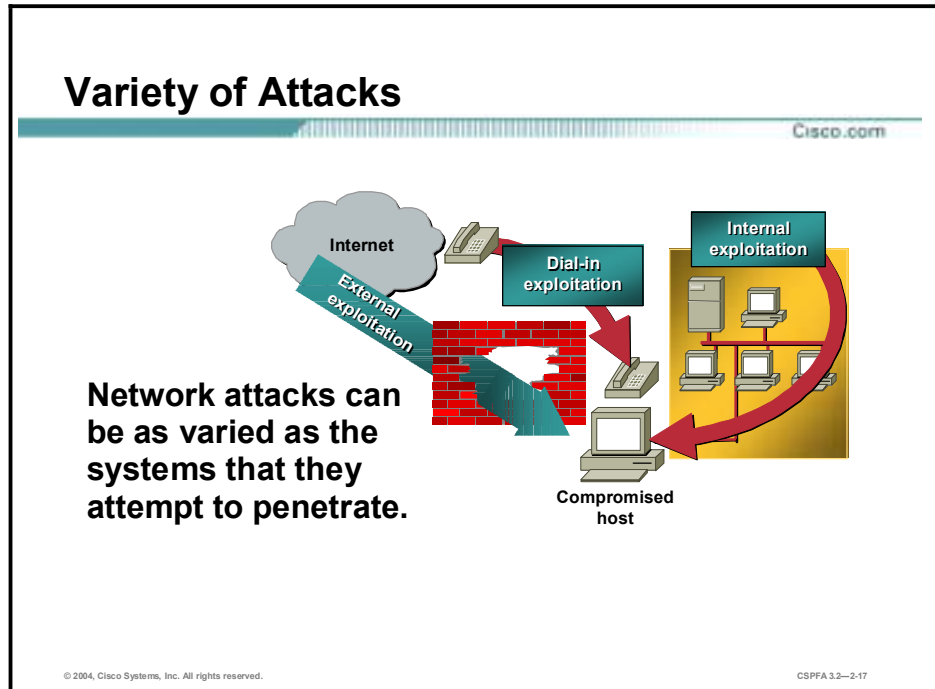 Variety of Attacks
Cisco.com
Internet
External
exploitation
Dial-in
exploitation
Internal
exploitation
Network attacks can
be as varied as the
systems that they
attempt to penetrate.
Compromised
host
© 2004, Cisco Systems, Inc. All rights reserved.
CSPFA 3.2—2-17